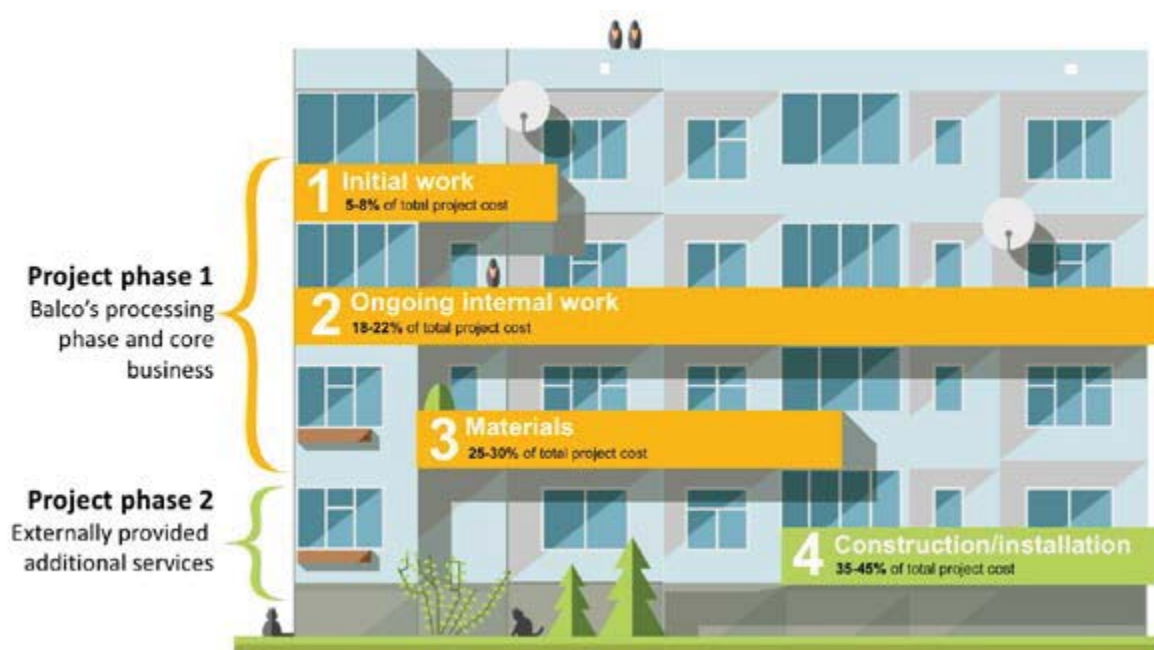 1 Initial work
5-8% of total project cost
Project phase 1
Balco's processing
phase and core
business
2 Ongoing internal work
18-22% of total project cost
3 Materials
25-30% of total project cost
Project phase 2
Externally provided
additional services
4 Construction/installation
35-45% of total project cost